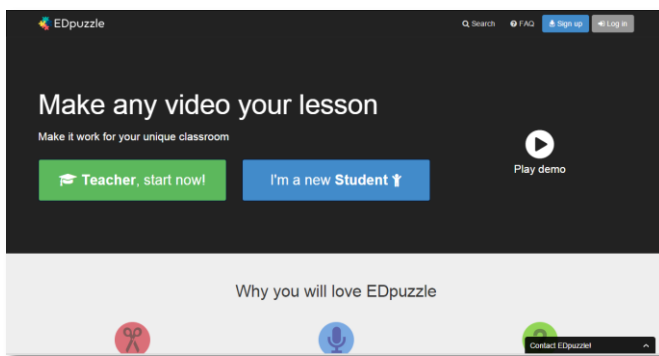 EDpuzzle
Search FAQ Sign up Log in
Make any video your lesson
Make it work for your unique classroom
Teacher, start now!
I'm a new Student
Play demo
Why you will love EDpuzzle
Contact EDpuzzle!